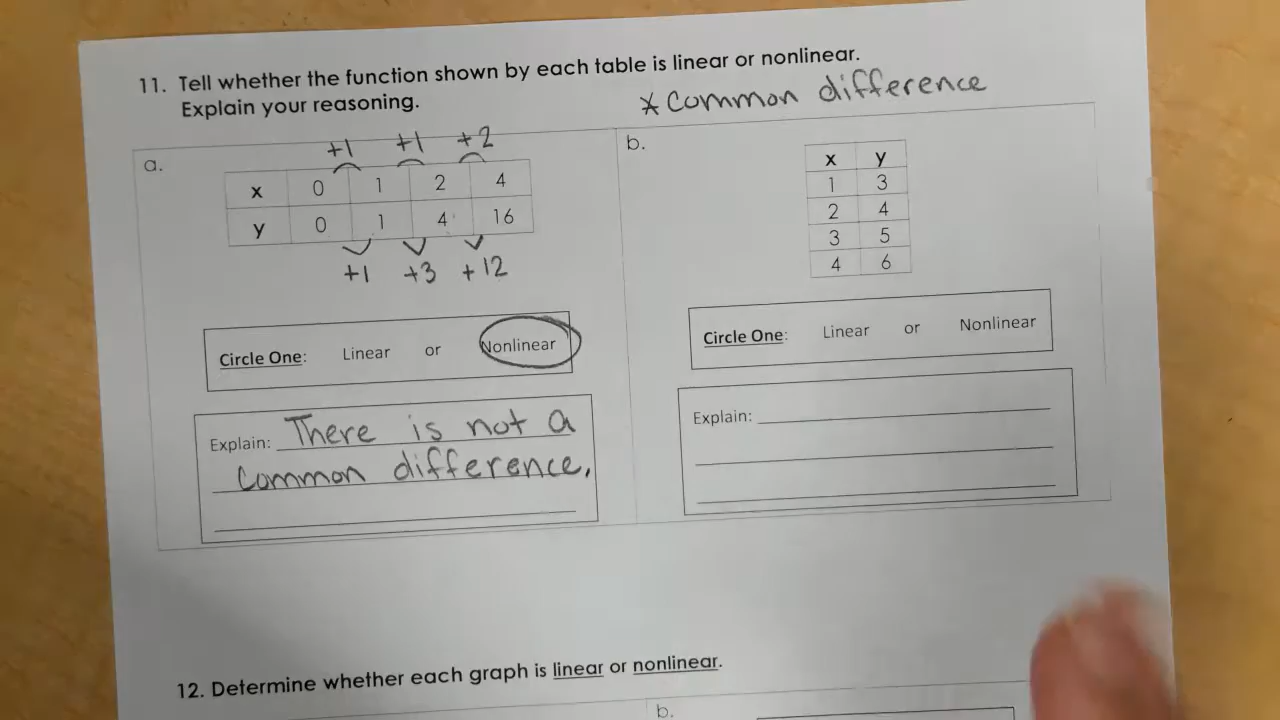 11. Tell whether the function shown by each table is linear or nonlinear.
Explain your reasoning.
* Common difference
a.
+1 +1 +2
x 0 1 2 4
y 0 1 4 16
+1 +3 +12
Circle One: Linear or Nonlinear
Explain: There is not a
common difference.
b.
x y
1 3
2 4
3 5
4 6
Circle One: Linear or Nonlinear
Explain:
12. Determine whether each graph is linear or nonlinear.
b.